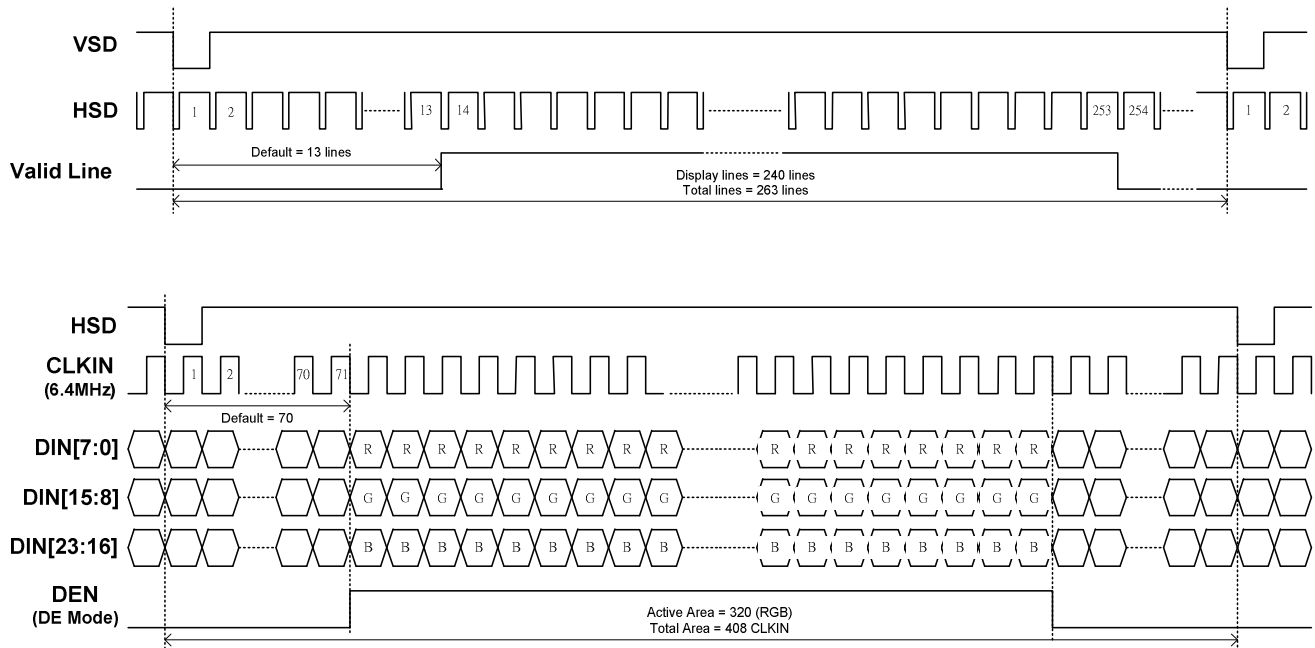 VSD
HSD 1 2 13 14 253 254 1 2
Default = 13 lines
Valid Line
Display lines = 240 lines
Total lines = 263 lines
HSD
CLKIN 1 2 70 71
(6.4MHz)
Default = 70
DIN[7:0] R R R R R R R R R R R R R R R R R
DIN[15:8] G G G G G G G G G G G G G G G G G
DIN[23:16] B B B B B B B B B B B B B B B B B
DEN
(DE Mode)
Active Area = 320 (RGB)
Total Area = 408 CLKIN